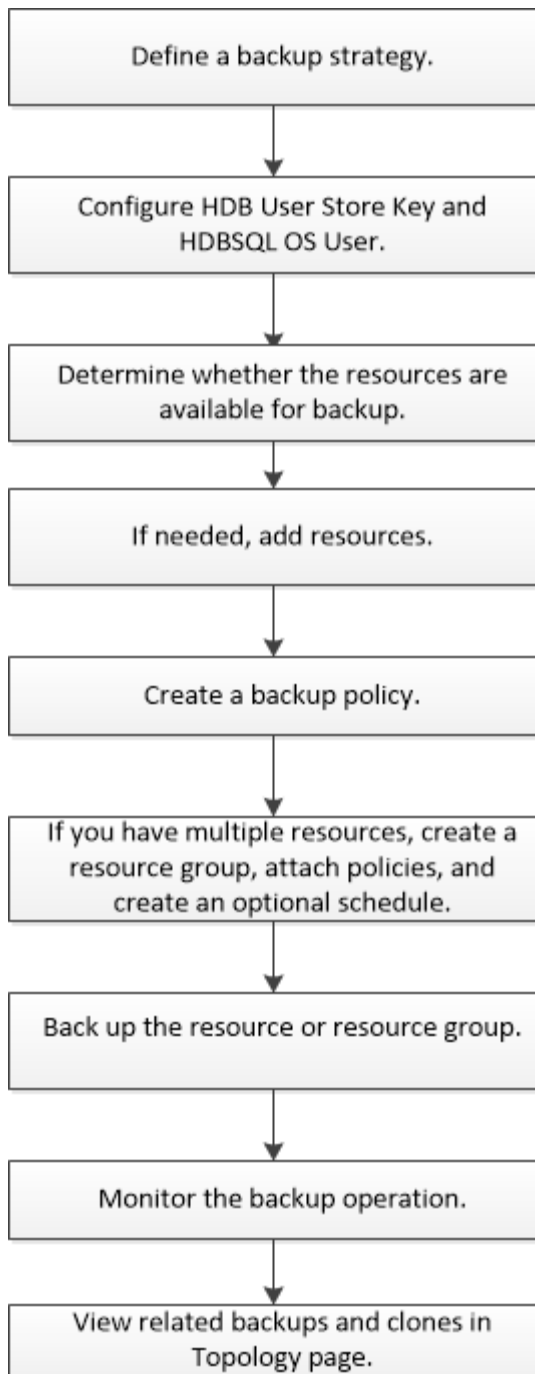 Define a backup strategy.
Configure HDB User Store Key and
HDBSQL OS User.
Determine whether the resources are
available for backup.
If needed, add resources.
Create a backup policy.
If you have multiple resources, create a
resource group, attach policies, and
create an optional schedule.
Back up the resource or resource group.
Monitor the backup operation.
View related backups and clones in
Topology page.